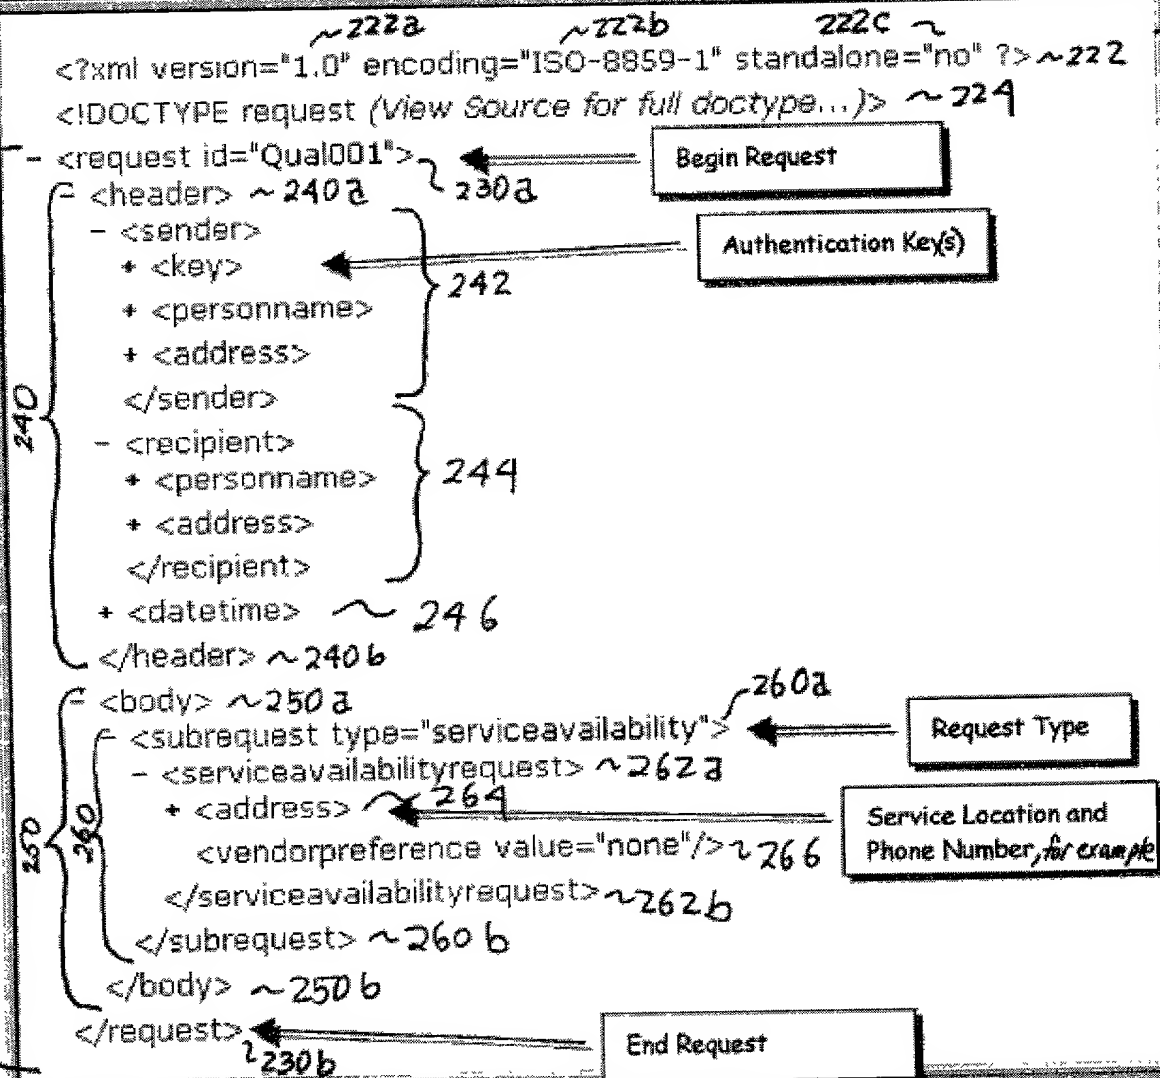 ~222a ~222b 222c ~
<?xml version="1.0" encoding="ISO-8859-1" standalone="no" ?> ~222
<!DOCTYPE request (View Source for full doctype...)> ~224
- <request id="Qual001"> 230a Begin Request
- <header> ~240a
- <sender>
+ <key> Authentication Key(s)
242
+ <personname>
+ <address>
</sender>
240
- <recipient>
+ <personname> 244
+ <address>
</recipient>
+ <datetime> ~ 246
</header> ~240b
- <body> ~250a
260a
- <subrequest type="serviceavailability"> Request Type
- <serviceavailabilityrequest> ~262a
+ <address> ~264 Service Location and
250 260 <vendorpreference value="none"/> ~266 Phone Number, for example
</serviceavailabilityrequest> ~262b
</subrequest> ~260b
</body> ~250b
</request> End Request
230b